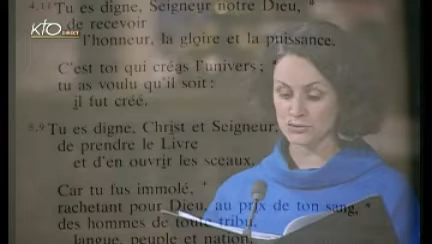 KTO DIRECT
4,11 Tu es digne, Seigneur notre Dieu, *
de recevoir
l'honneur, la gloire et la puissance.
C'est toi qui créas l'univers ; *
tu as voulu qu'il soit :
il fut créé.
5,9 Tu es digne, Christ et Seigneur,
de prendre le Livre
et d'en ouvrir les sceaux.
Car tu fus immolé, *
rachetant pour Dieu, au prix de ton sang, *
des hommes de toute tribu,
langue, peuple et nation.